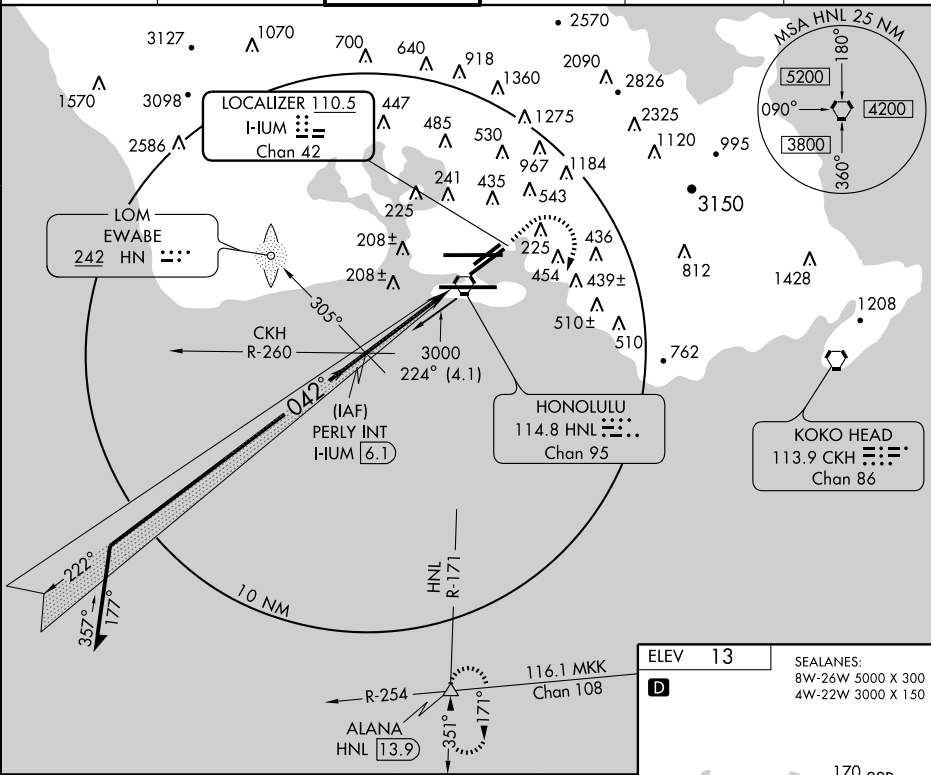 3127
1070
700
640
918
2570
1360
2090
2826
1570
3098
2586
LOCALIZER 110.5
I-IUM
Chan 42
447
485
530
1275
967
2325
1120
995
1184
241
435
543
225
3150
MSA HNL 25 NM
180°
5200
090°
4200
3800
360°
LOM
EWABE
242 HN
208±
208±
225
454
436
439±
510±
510
812
1428
1208
762
305°
CKH
R-260
3000
224° (4.1)
042°
(IAF)
PERLY INT
I-IUM 6.1
HONOLULU
114.8 HNL
Chan 95
KOKO HEAD
113.9 CKH
Chan 86
222°
357°
177°
10 NM
HNL
R-171
R-254
116.1 MKK
Chan 108
ALANA
HNL 13.9
351°
171°
ELEV 13
D
SEALANES:
8W-26W 5000 X 300
4W-22W 3000 X 150